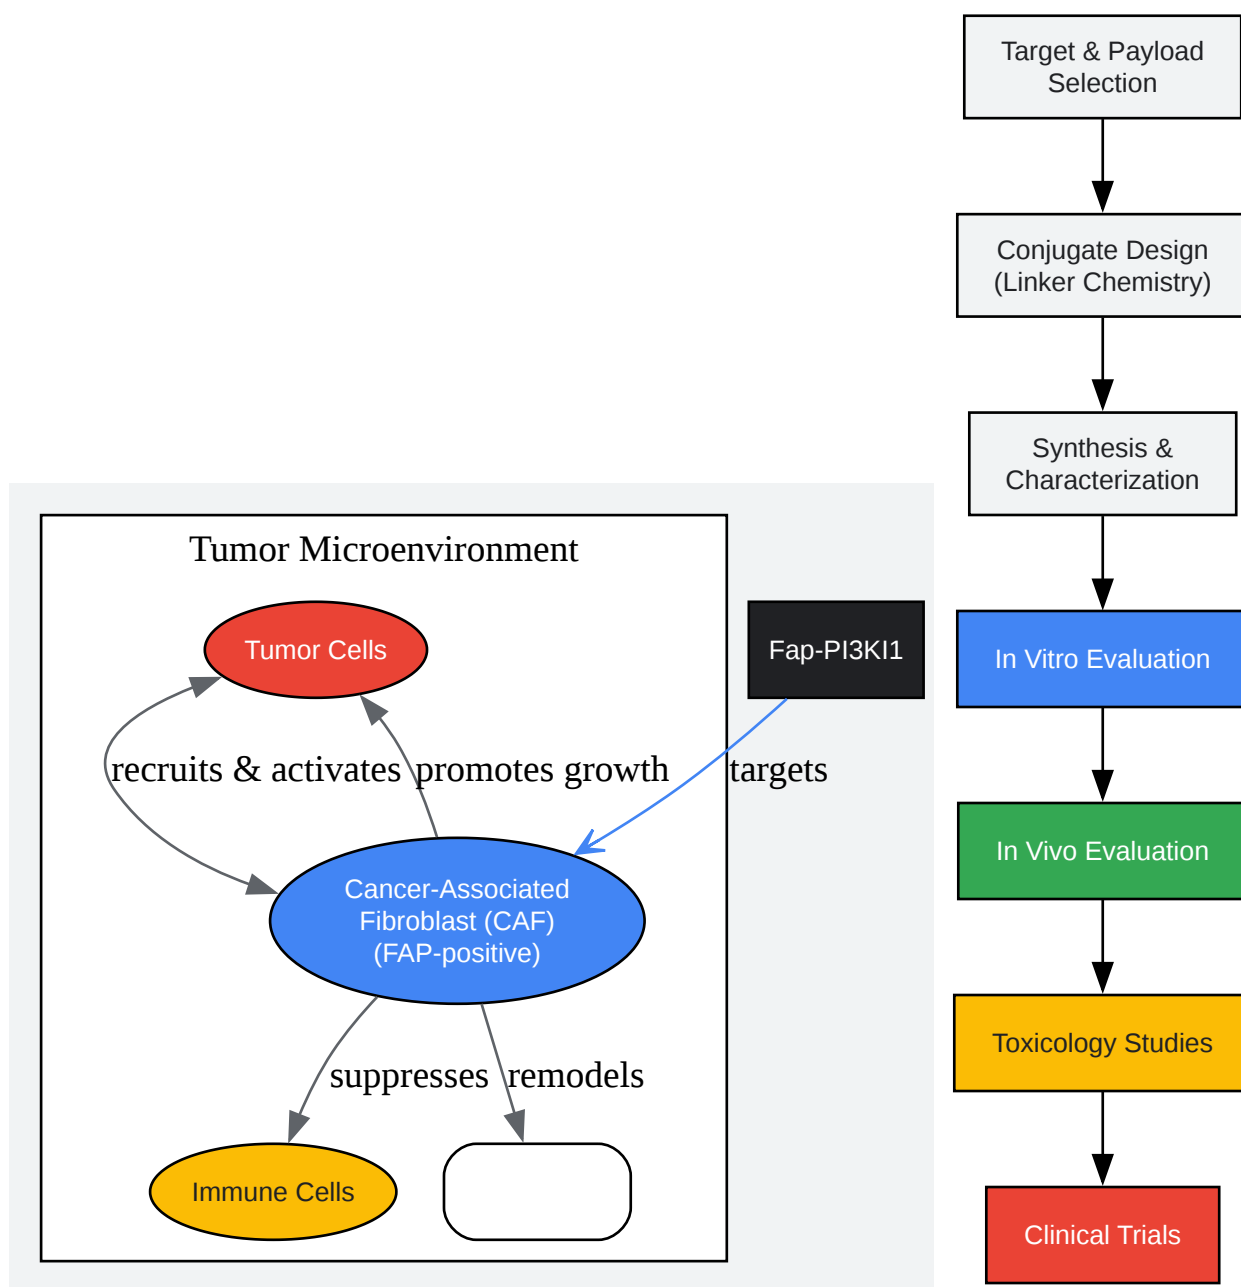 Target & Payload
Selection
Conjugate Design
(Linker Chemistry)
Synthesis &
Characterization
In Vitro Evaluation
In Vivo Evaluation
Toxicology Studies
Clinical Trials
Tumor Microenvironment
Tumor Cells
Fap-PI3KI1
recruits & activates
promotes growth
targets
Cancer-Associated
Fibroblast (CAF)
(FAP-positive)
suppresses
remodels
Immune Cells